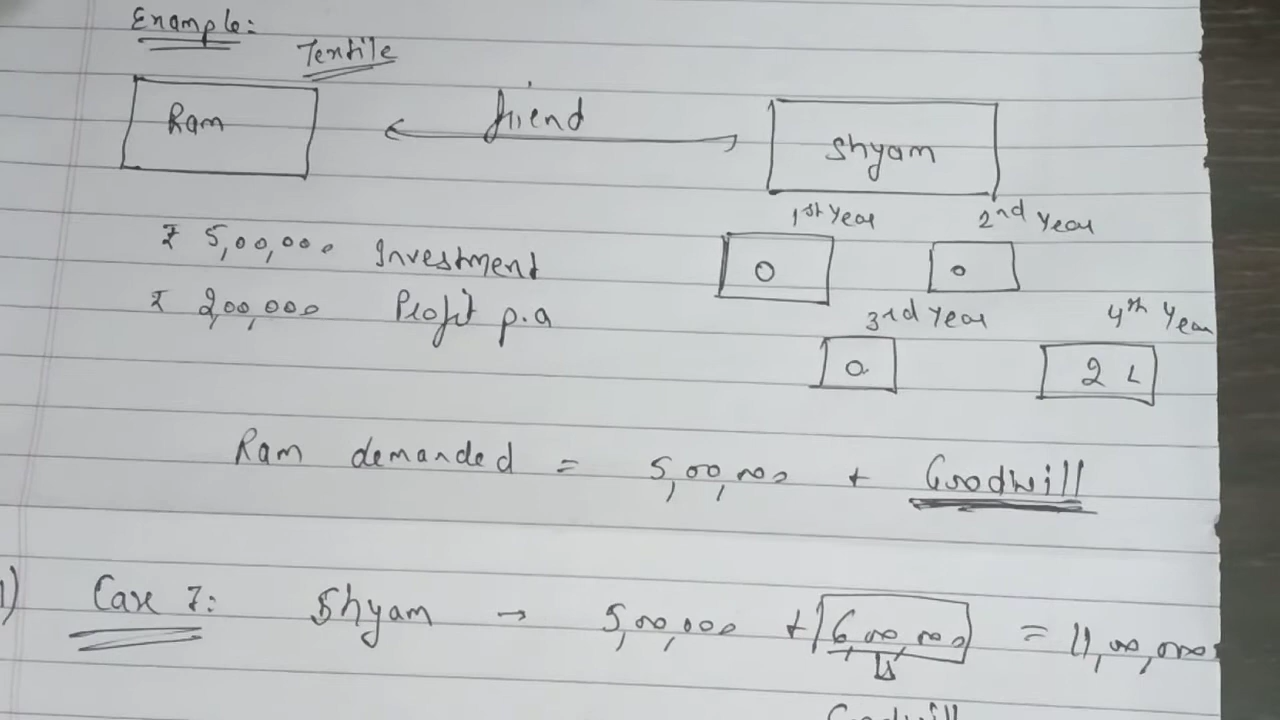 Example:
Textile
Ram
friend
Shyam
1st Year
2nd Year
₹ 5,00,000 Investment
0
0
₹ 2,00,000 Profit p.a
3rd Year
4th Year
0
2 L
Ram demanded = 5,00,000 + Goodwill
1) Case I: Shyam → 5,00,000 + 6,00,000 = 11,00,000
Goodwill